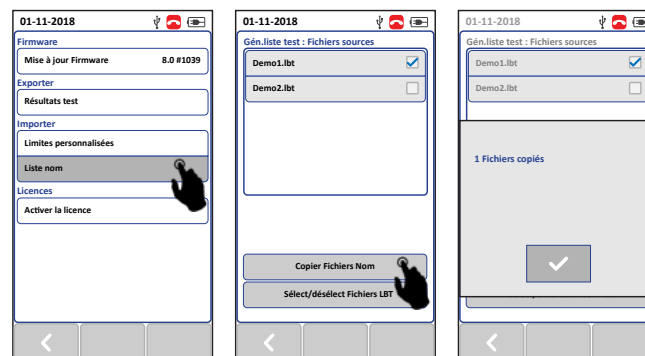 01-11-2018
Firmware
Mise à jour Firmware 8.0 #1039
Exporter
Résultats test
Importer
Limites personnalisées
Liste nom
Licences
Activer la licence
01-11-2018
Gén.liste test : Fichiers sources
Demo1.lbt
Demo2.lbt
Copier Fichiers Nom
Sélect/désélect Fichiers LBT
01-11-2018
Gén.liste test : Fichiers sources
Demo1.lbt
Demo2.lbt
1 Fichiers copiés